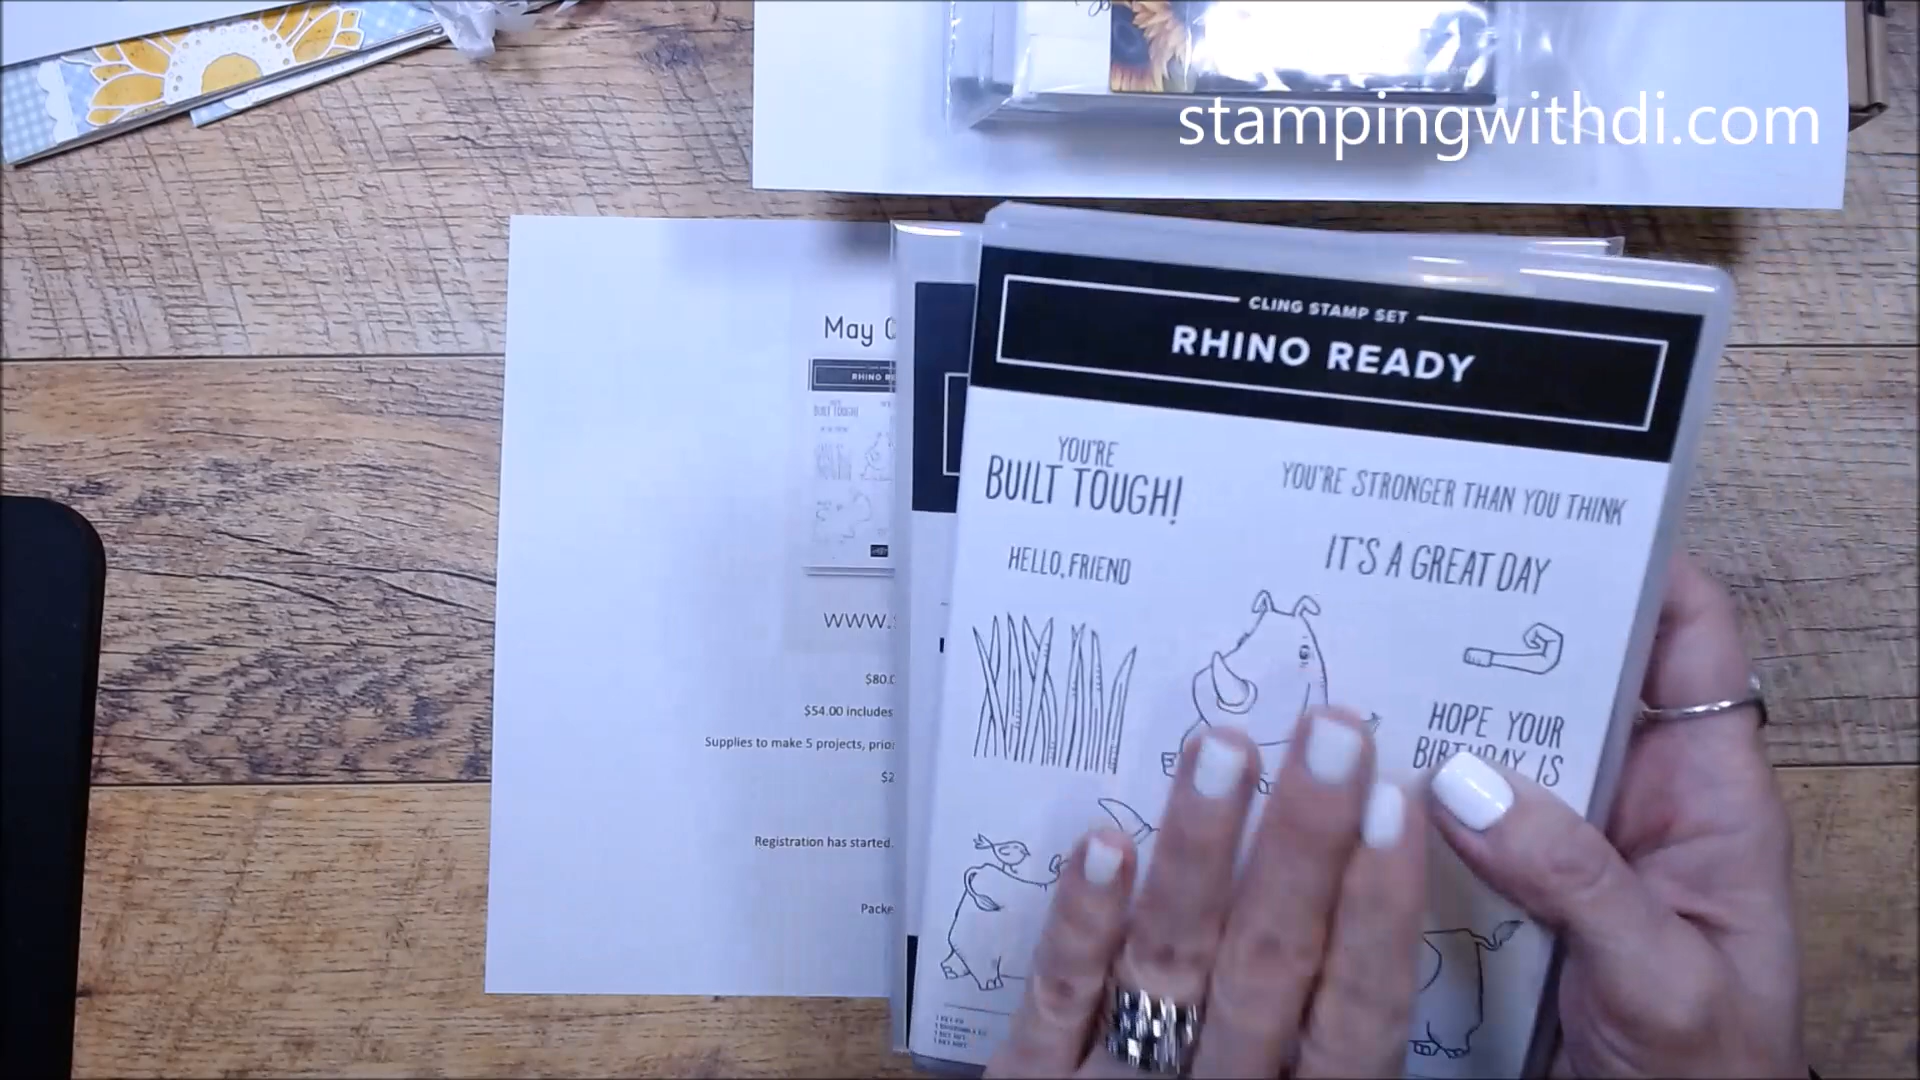 stampingwithdi.com
CLING STAMP SET
RHINO READY
YOU'RE
BUILT TOUGH!
YOU'RE STRONGER THAN YOU THINK
HELLO, FRIEND
IT'S A GREAT DAY
HOPE YOUR
BIRTHDAY IS
May
RHINO
BUILT TOUGH!
www.
$80.0
$54.00 includes
Supplies to make 5 projects,
$2
Registration has started.